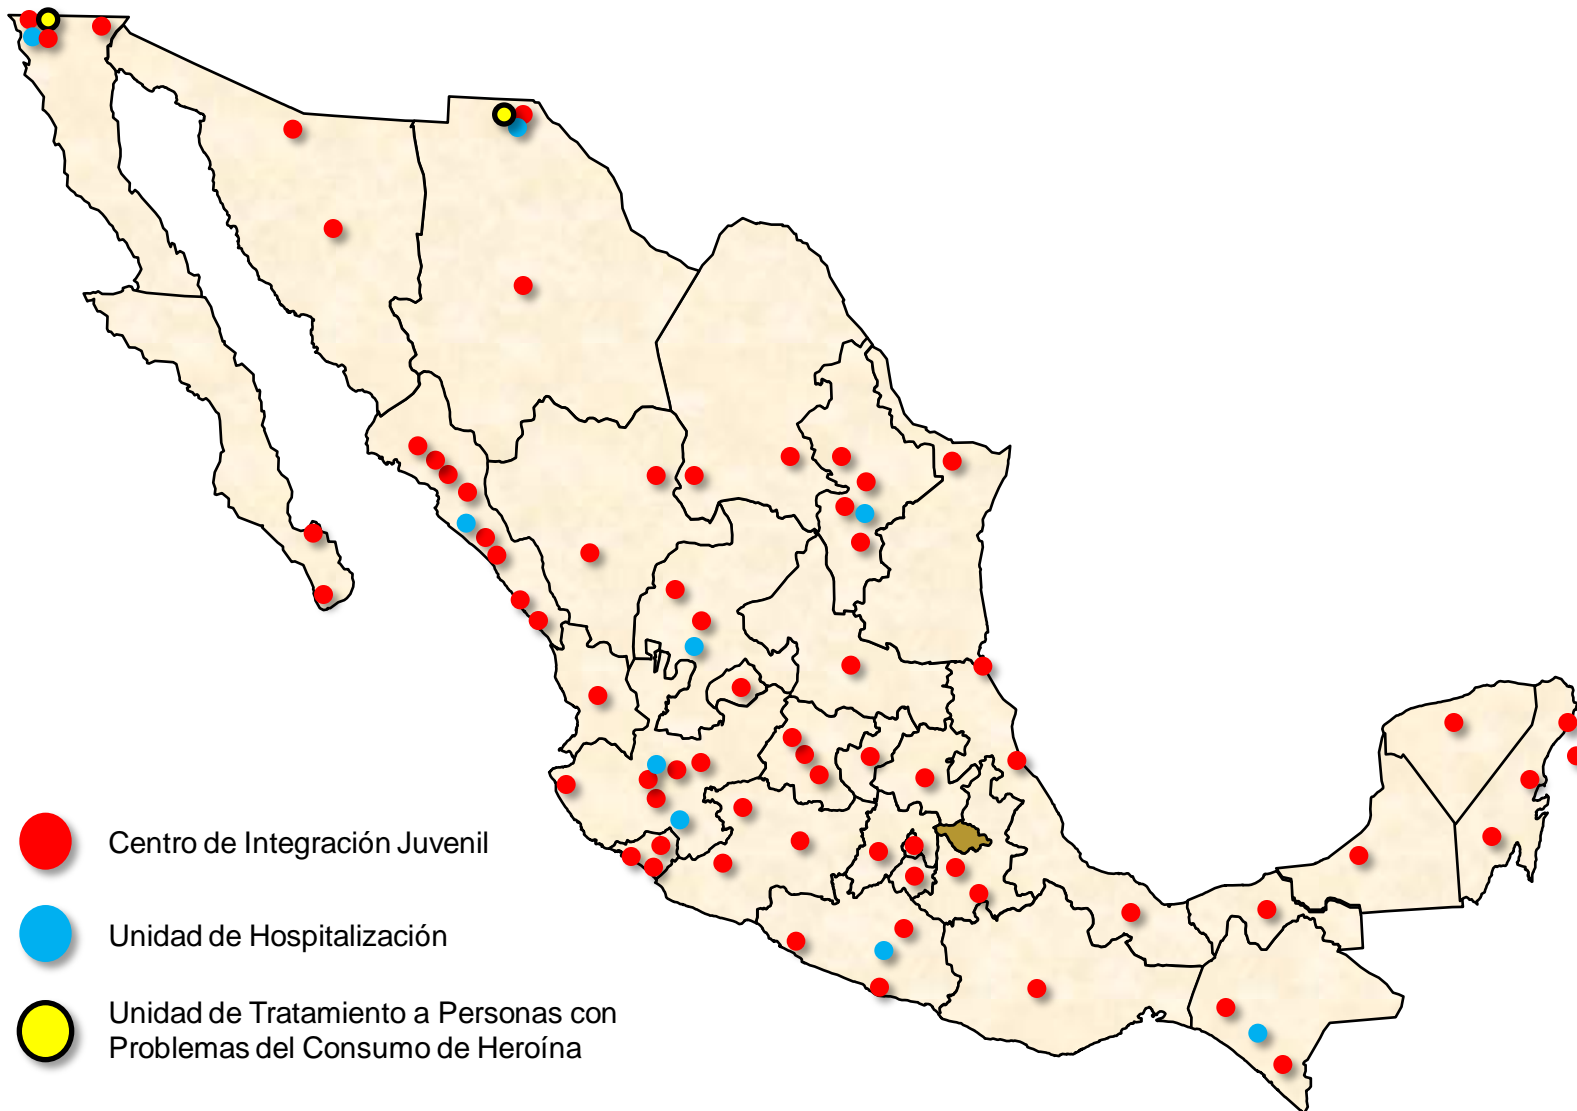 Centro de Integración Juvenil
Unidad de Hospitalización
Unidad de Tratamiento a Personas con
Problemas del Consumo de Heroína